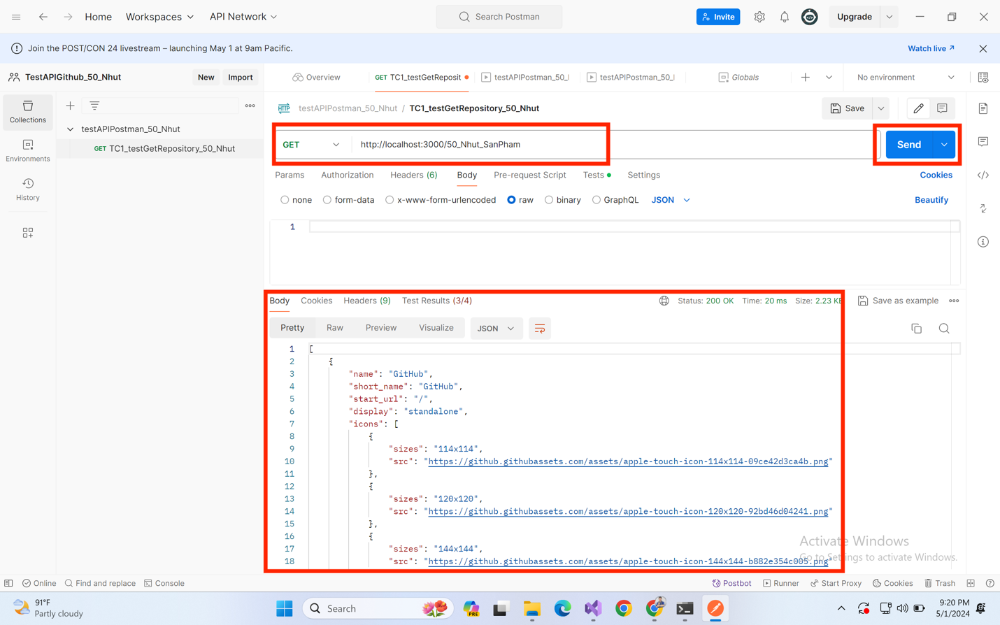 Home Workspaces API Network Search Postman Invite Upgrade
Join the POST/CON 24 livestream – launching May 1 at 9am Pacific. Watch live
TestAPIGithub_50_Nhut New Import Overview GET TC1_testGetReposit testAPIPostman_50_ testAPIPostman_50_ Globals No environment
Collections
testAPIPostman_50_Nhut / TC1_testGetRepository_50_Nhut Save
testAPIPostman_50_Nhut
GET TC1_testGetRepository_50_Nhut
Environments
History
GET http://localhost:3000/50_Nhut_SanPham Send
Params Authorization Headers (6) Body Pre-request Script Tests Settings Cookies
none form-data x-www-form-urlencoded raw binary GraphQL JSON Beautify
1
Body Cookies Headers (9) Test Results (3/4) Status: 200 OK Time: 20 ms Size: 2.23 KB Save as example
Pretty Raw Preview Visualize JSON
1 [
2 {
3 "name": "GitHub",
4 "short_name": "GitHub",
5 "start_url": "/",
6 "display": "standalone",
7 "icons": [
8 {
9 "sizes": "114x114",
10 "src": "https://github.githubassets.com/assets/apple-touch-icon-114x114-09ce42d3ca4b.png"
11 },
12 {
13 "sizes": "120x120",
14 "src": "https://github.githubassets.com/assets/apple-touch-icon-120x120-92bd46d04241.png"
15 },
16 {
17 "sizes": "144x144",
18 "src": "https://github.githubassets.com/assets/apple-touch-icon-144x144-b882e354c005.png"
Activate Windows
Go to Settings to activate Windows.
Online Find and replace Console Postbot Runner Start Proxy Cookies Trash
91°F
Partly cloudy
Search
PRE
9:20 PM
5/1/2024